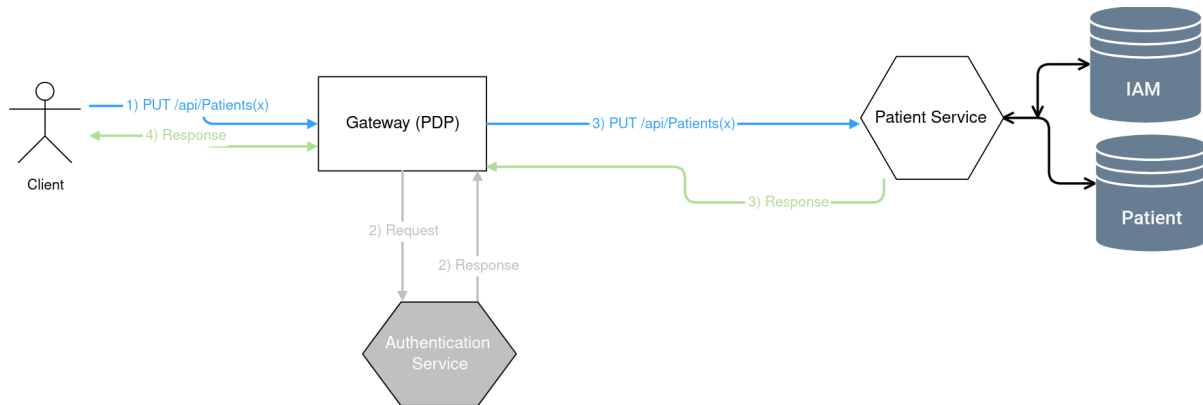 IAM
1) PUT /api/Patients(x)
Gateway (PDP)
3) PUT /api/Patients(x)
Patient Service
4) Response
Client
3) Response
Patient
2) Request
2) Response
Authentication
Service